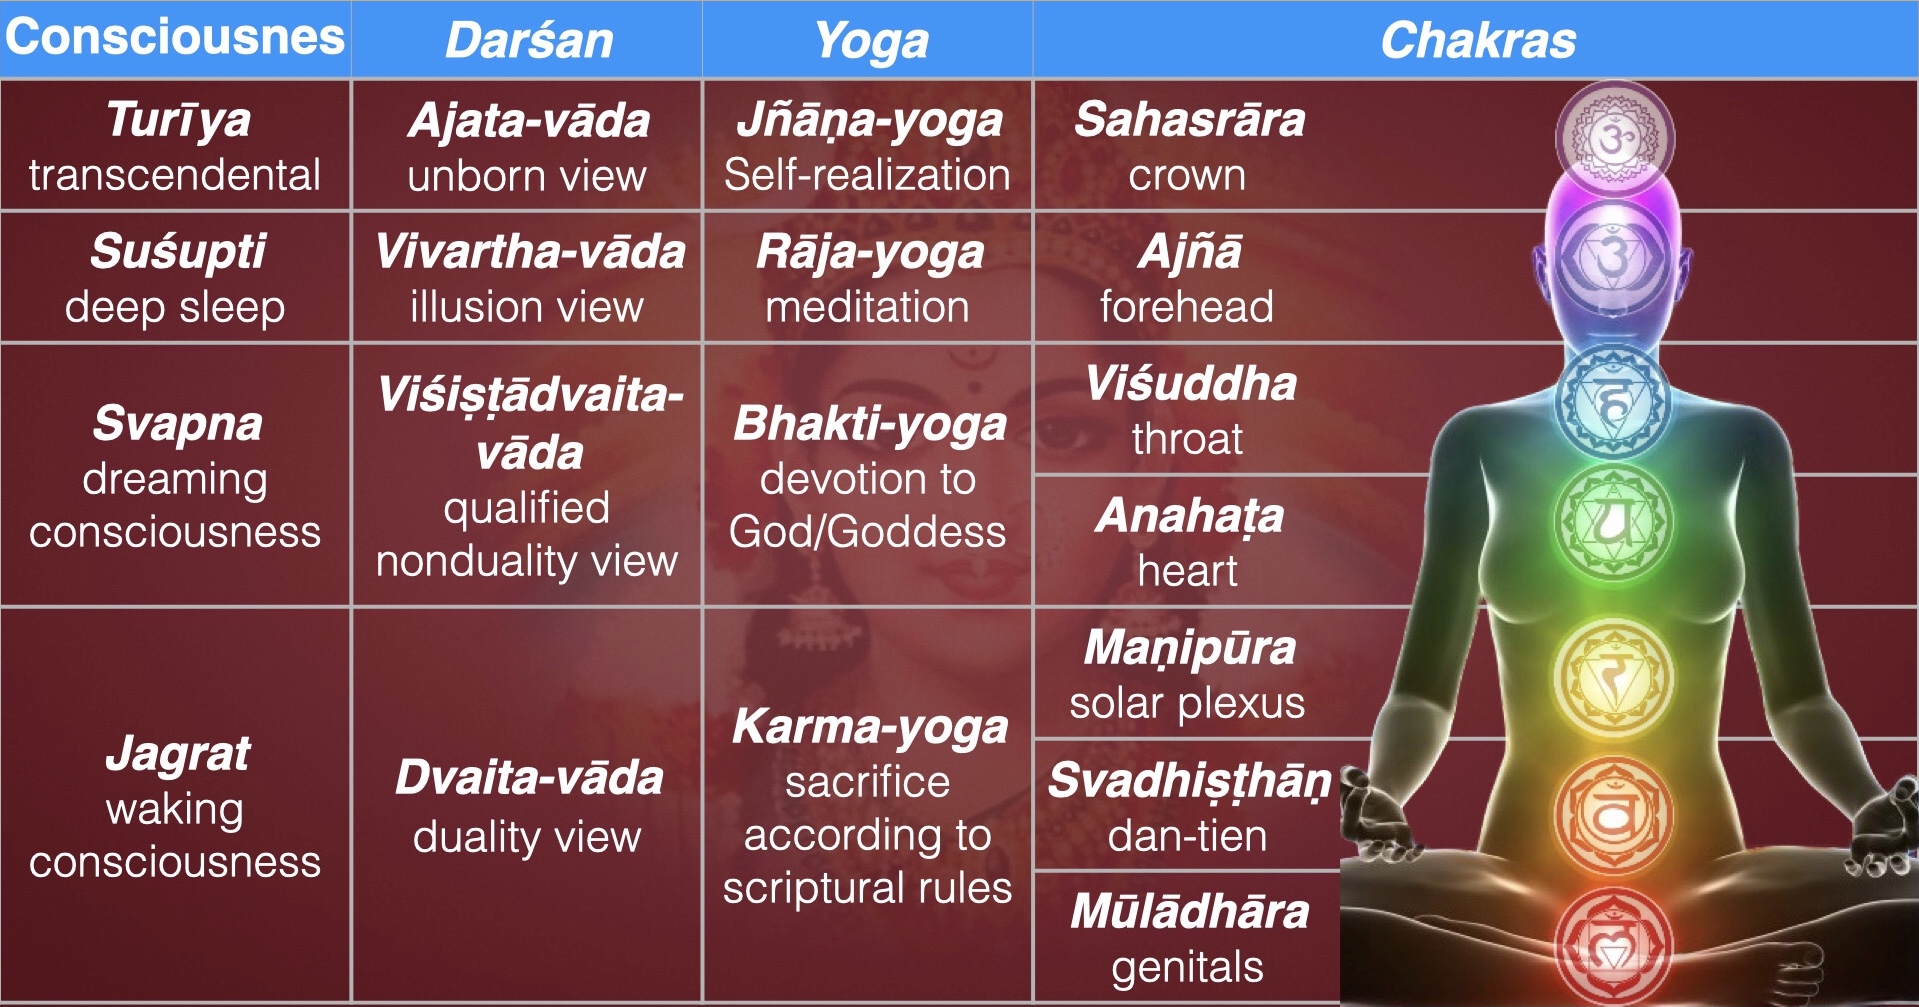 Consciousnes Darśan Yoga Chakras
Turīya Ajata-vāda Jñāṇa-yoga Sahasrāra
transcendental unborn view Self-realization crown
Suśupti Vivartha-vāda Rāja-yoga Ajñā
deep sleep illusion view meditation forehead
Svapna
dreaming
consciousness
Viśiṣṭādvaita-
vāda
qualified
nonduality view
Bhakti-yoga
devotion to
God/Goddess
Viśuddha
throat
Anahaṭa
heart
Jagrat
waking
consciousness
Dvaita-vāda
duality view
Karma-yoga
sacrifice
according to
scriptural rules
Maṇipūra
solar plexus
Svadhiṣṭhāṇ
dan-tien
Mūlādhāra
genitals
ॐ
ॐ
हं
यं
रं
वं
लं